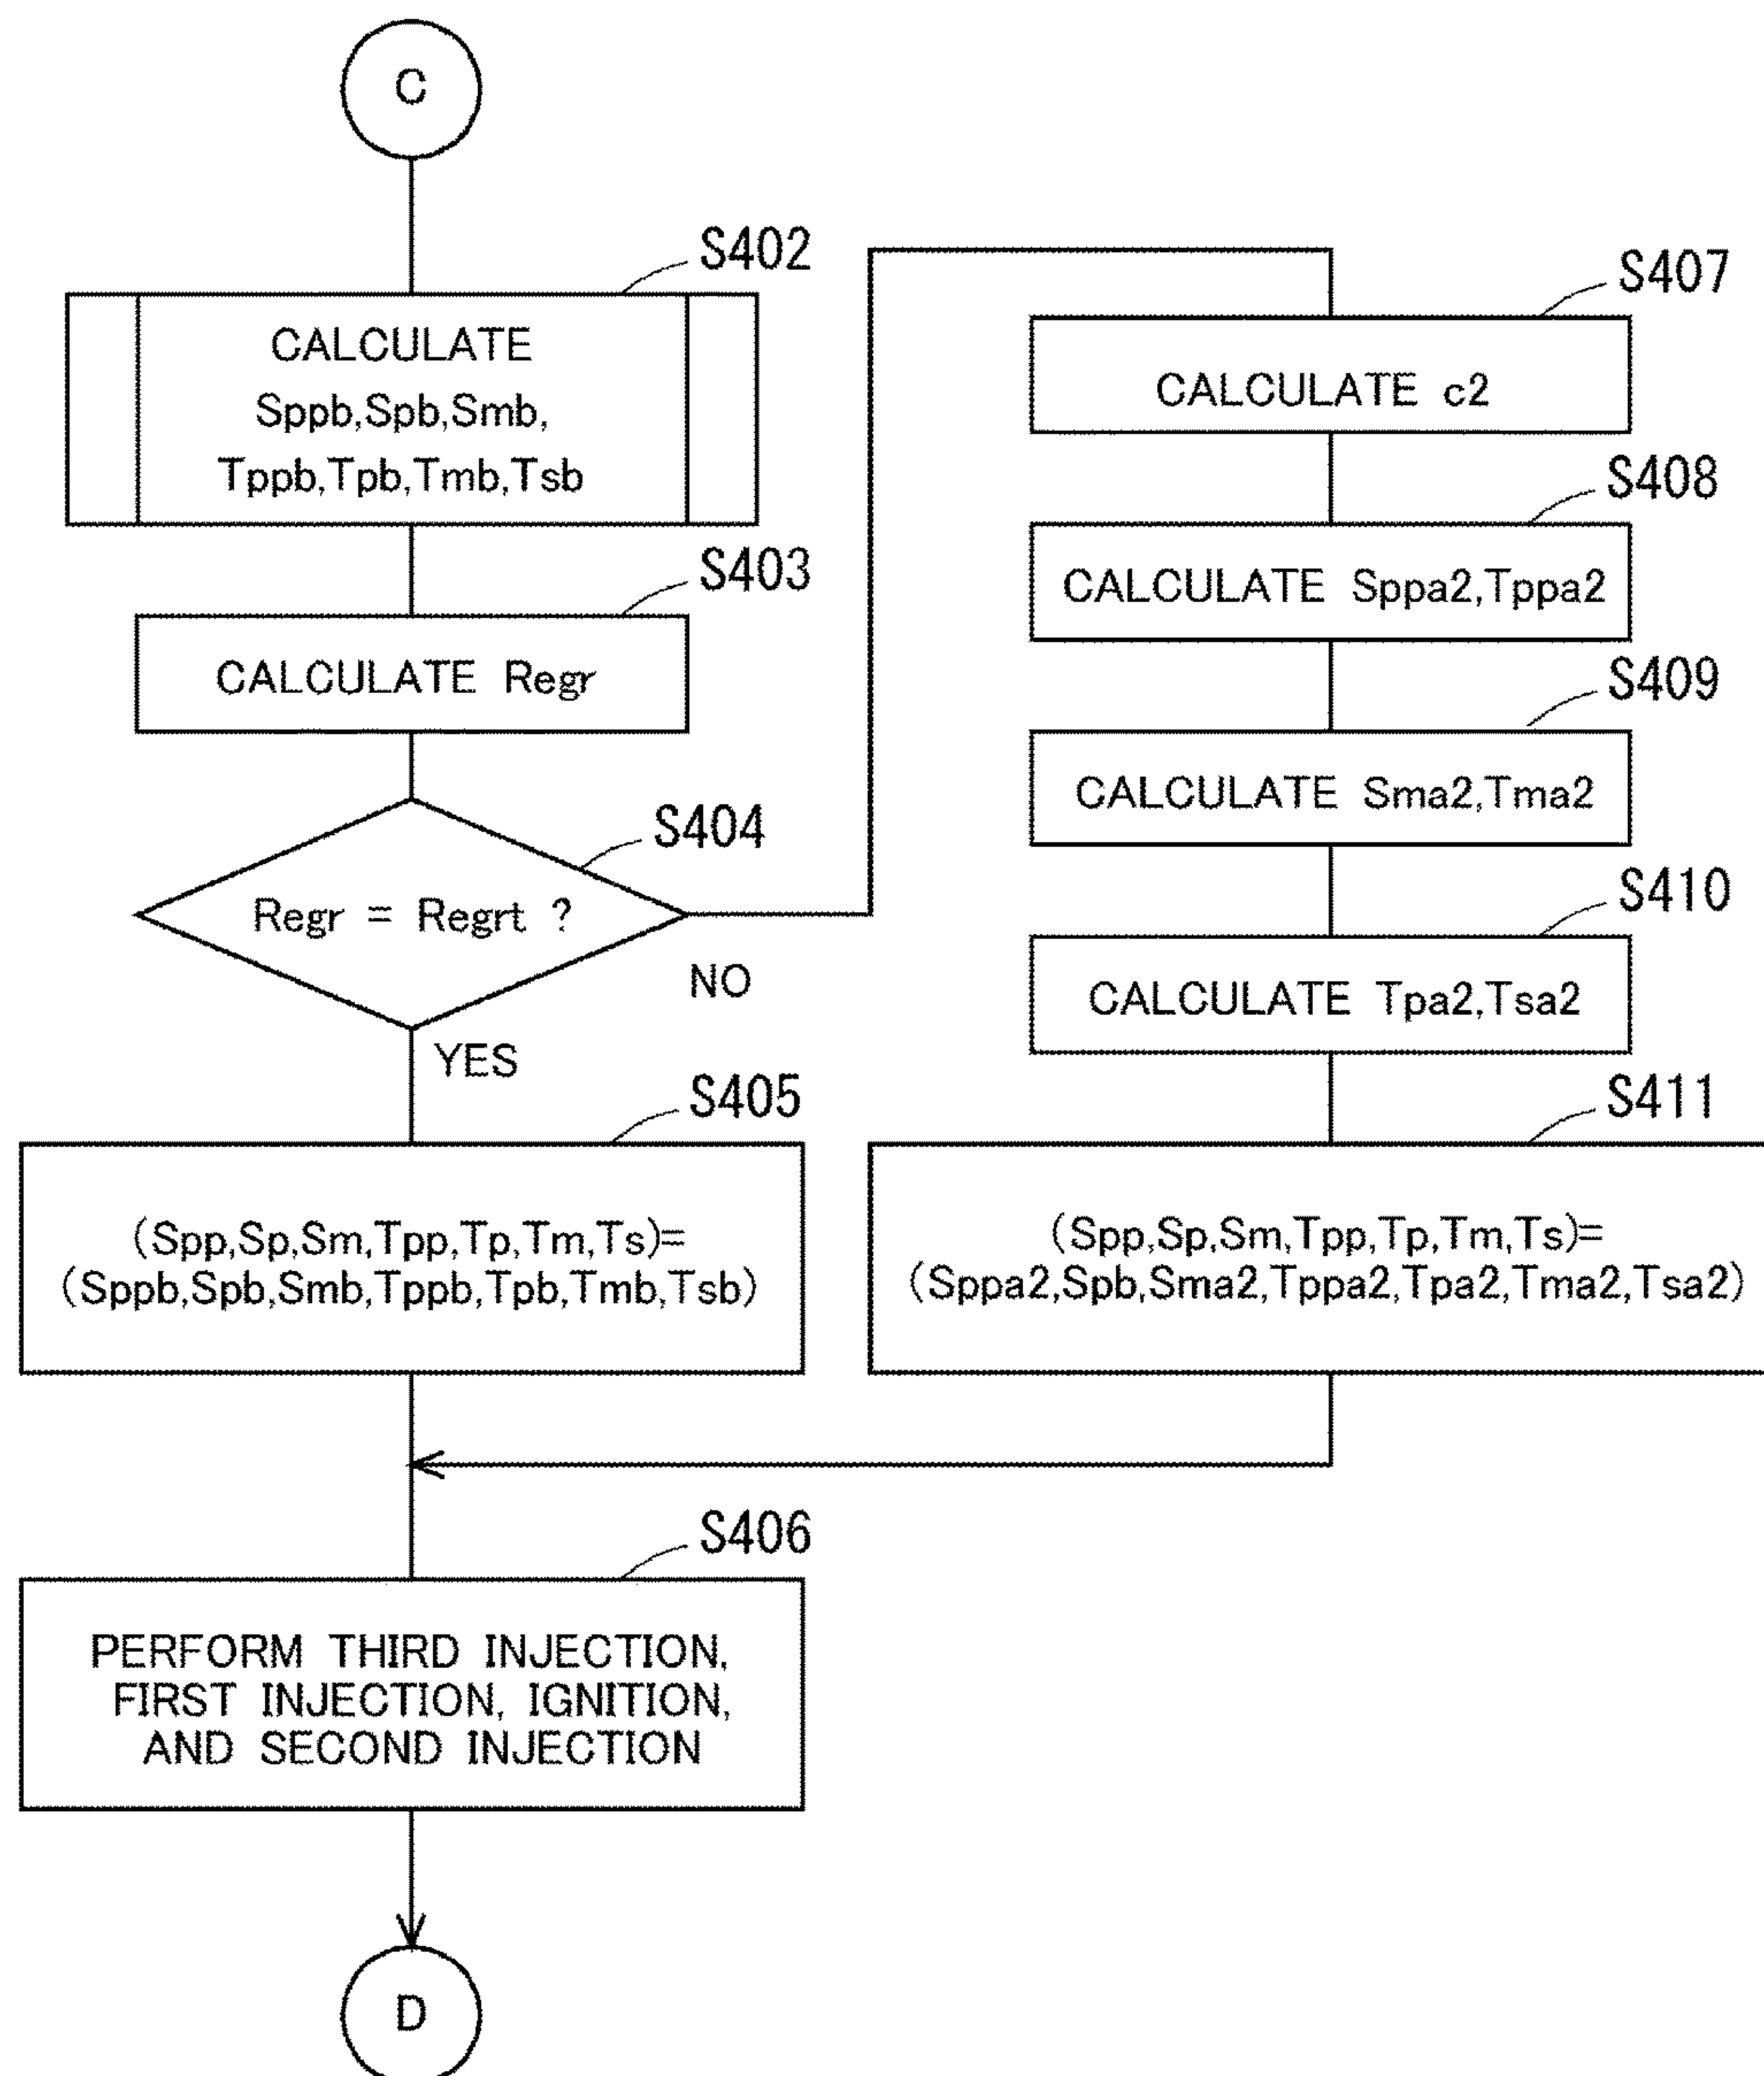 C
S402
CALCULATE
Sppb,Spb,Smb,
Tppb,Tpb,Tmb,Tsb
S403
CALCULATE Regr
S404
Regr = Regrt ?
NO
YES
S405
(Spp,Sp,Sm,Tpp,Tp,Tm,Ts)=
(Sppb,Spb,Smb,Tppb,Tpb,Tmb,Tsb)
S407
CALCULATE c2
S408
CALCULATE Sppa2,Tppa2
S409
CALCULATE Sma2,Tma2
S410
CALCULATE Tpa2,Tsa2
S411
(Spp,Sp,Sm,Tpp,Tp,Tm,Ts)=
(Sppa2,Spb,Sma2,Tppa2,Tpa2,Tma2,Tsa2)
S406
PERFORM THIRD INJECTION,
FIRST INJECTION, IGNITION,
AND SECOND INJECTION
D